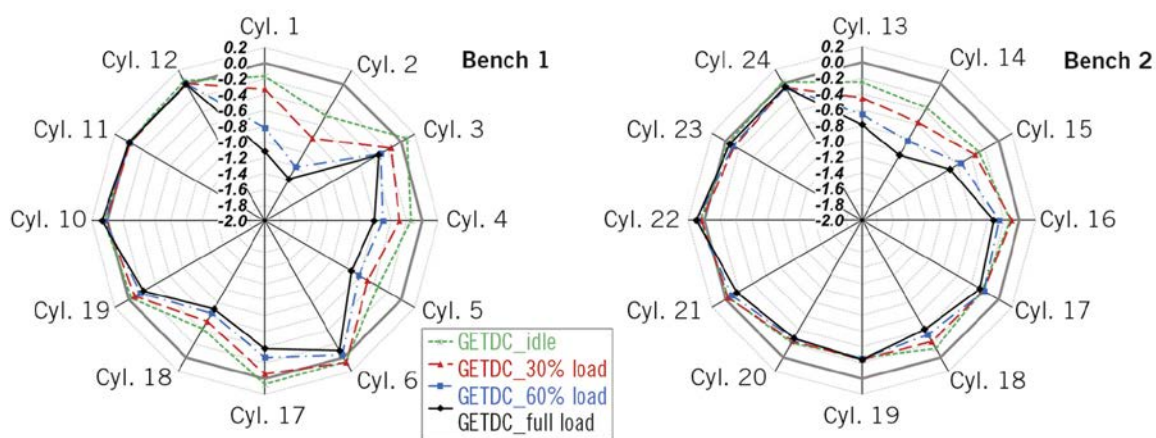 Cyl. 1
Bench 1
Cyl. 12
Cyl. 2
Cyl. 11
Cyl. 3
Cyl. 10
Cyl. 4
Cyl. 19
Cyl. 5
Cyl. 18
Cyl. 6
Cyl. 17
0.2
0.0
-0.2
-0.4
-0.6
-0.8
-1.0
-1.2
-1.4
-1.6
-1.8
-2.0
GETDC_idle
GETDC_30% load
GETDC_60% load
GETDC_full load
Cyl. 13
Bench 2
Cyl. 24
Cyl. 14
Cyl. 23
Cyl. 15
Cyl. 22
Cyl. 16
Cyl. 21
Cyl. 17
Cyl. 20
Cyl. 18
Cyl. 19
0.2
0.0
-0.2
-0.4
-0.6
-0.8
-1.0
-1.2
-1.4
-1.6
-1.8
-2.0